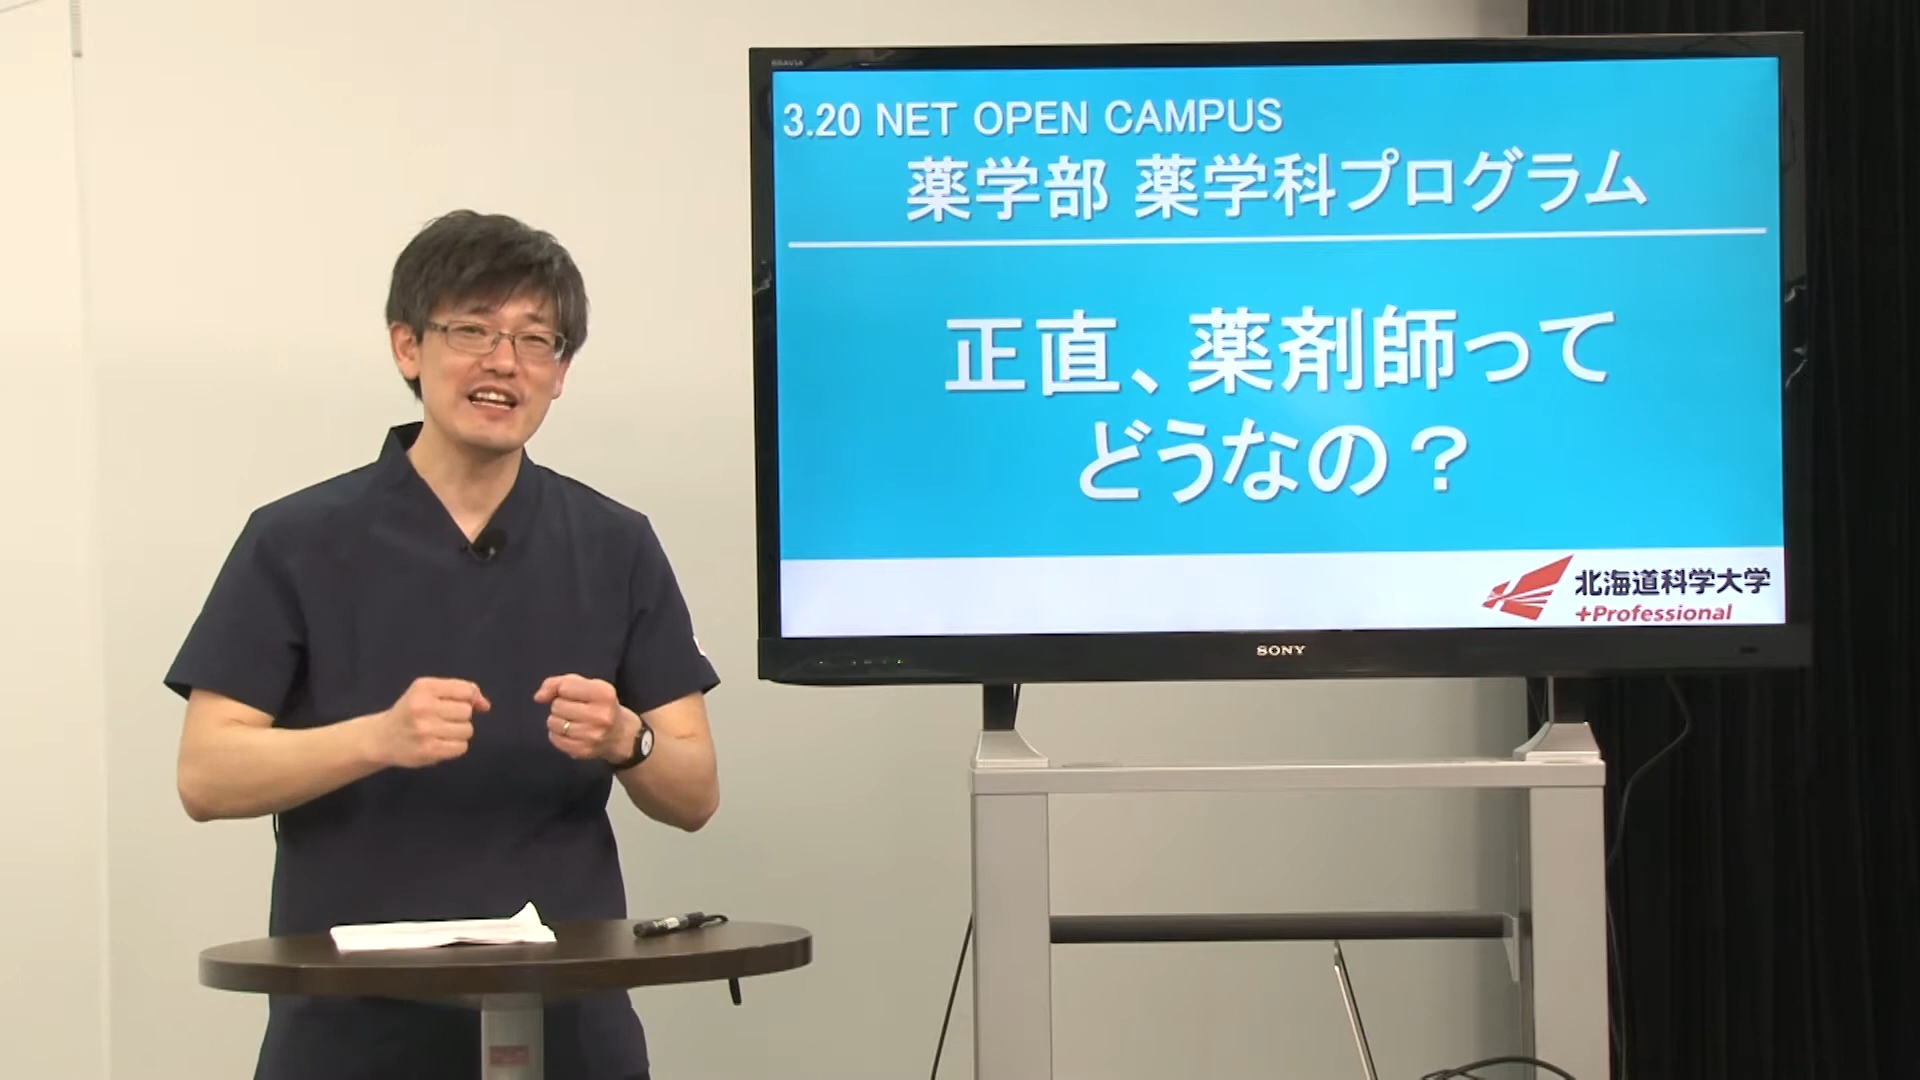 BRAVIA
3.20 NET OPEN CAMPUS
薬学部 薬学科プログラム
正直、薬剤師って
どうなの？
北海道科学大学
+Professional
SONY